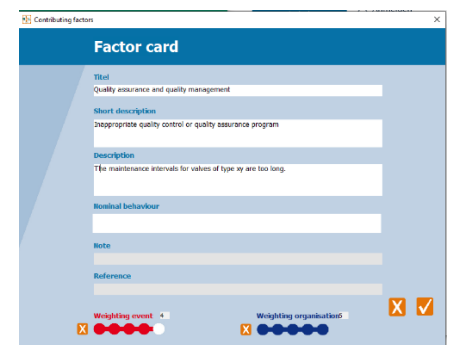 Contributing factors
Factor card
Titel
Quality assurance and quality management
Short description
Inappropriate quality control or quality assurance program
Description
The maintenance intervals for valves of type xy are too long.
Nominal behaviour
Note
Reference
Weighting event 4
Weighting organisation 5